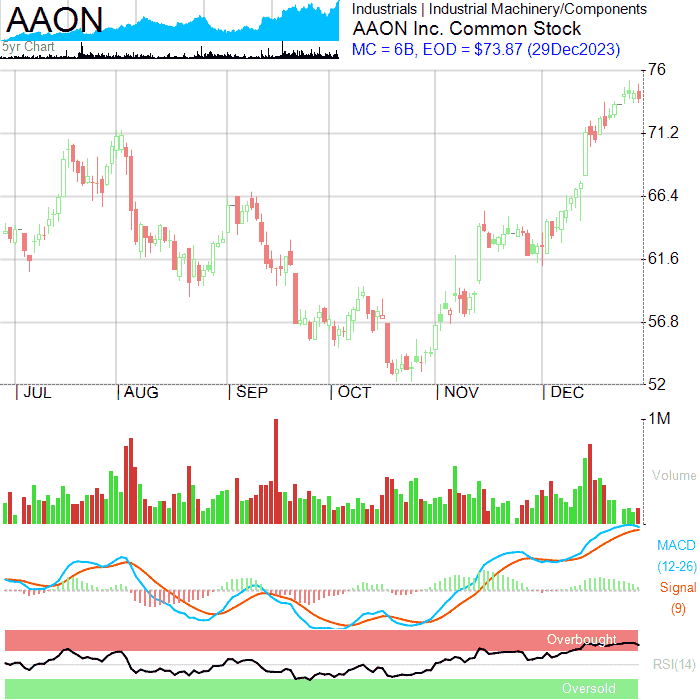 AAON
5yr Chart
Industrials | Industrial Machinery/Components
AAON Inc. Common Stock
MC = 6B, EOD = $73.87 (29Dec2023)
76
71.2
66.4
61.6
56.8
52
| JUL | AUG | SEP | OCT | NOV | DEC
1M
Volume
MACD
(12-26)
Signal
(9)
Overbought
RSI(14)
Oversold